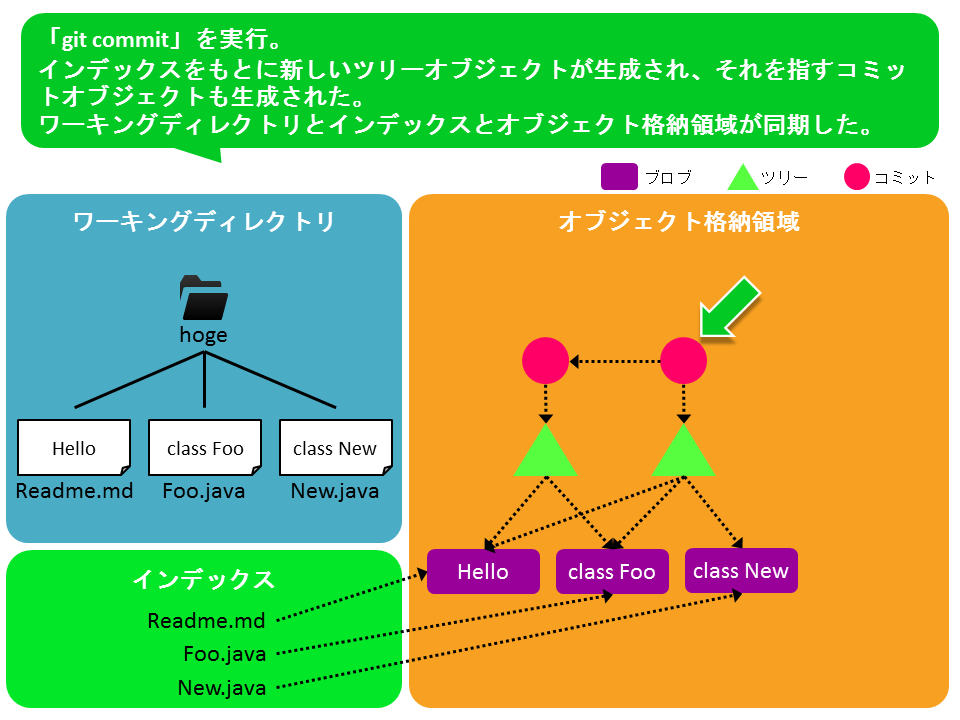 「git commit」を実行。
インデックスをもとに新しいツリーオブジェクトが生成され、それを指すコミッ
トオブジェクトも生成された。
ワーキングディレクトリとインデックスとオブジェクト格納領域が同期した。
ブロブ ツリー コミット
ワーキングディレクトリ
オブジェクト格納領域
hoge
Hello class Foo class New
Readme.md Foo.java New.java
Hello class Foo class New
インデックス
Readme.md
Foo.java
New.java